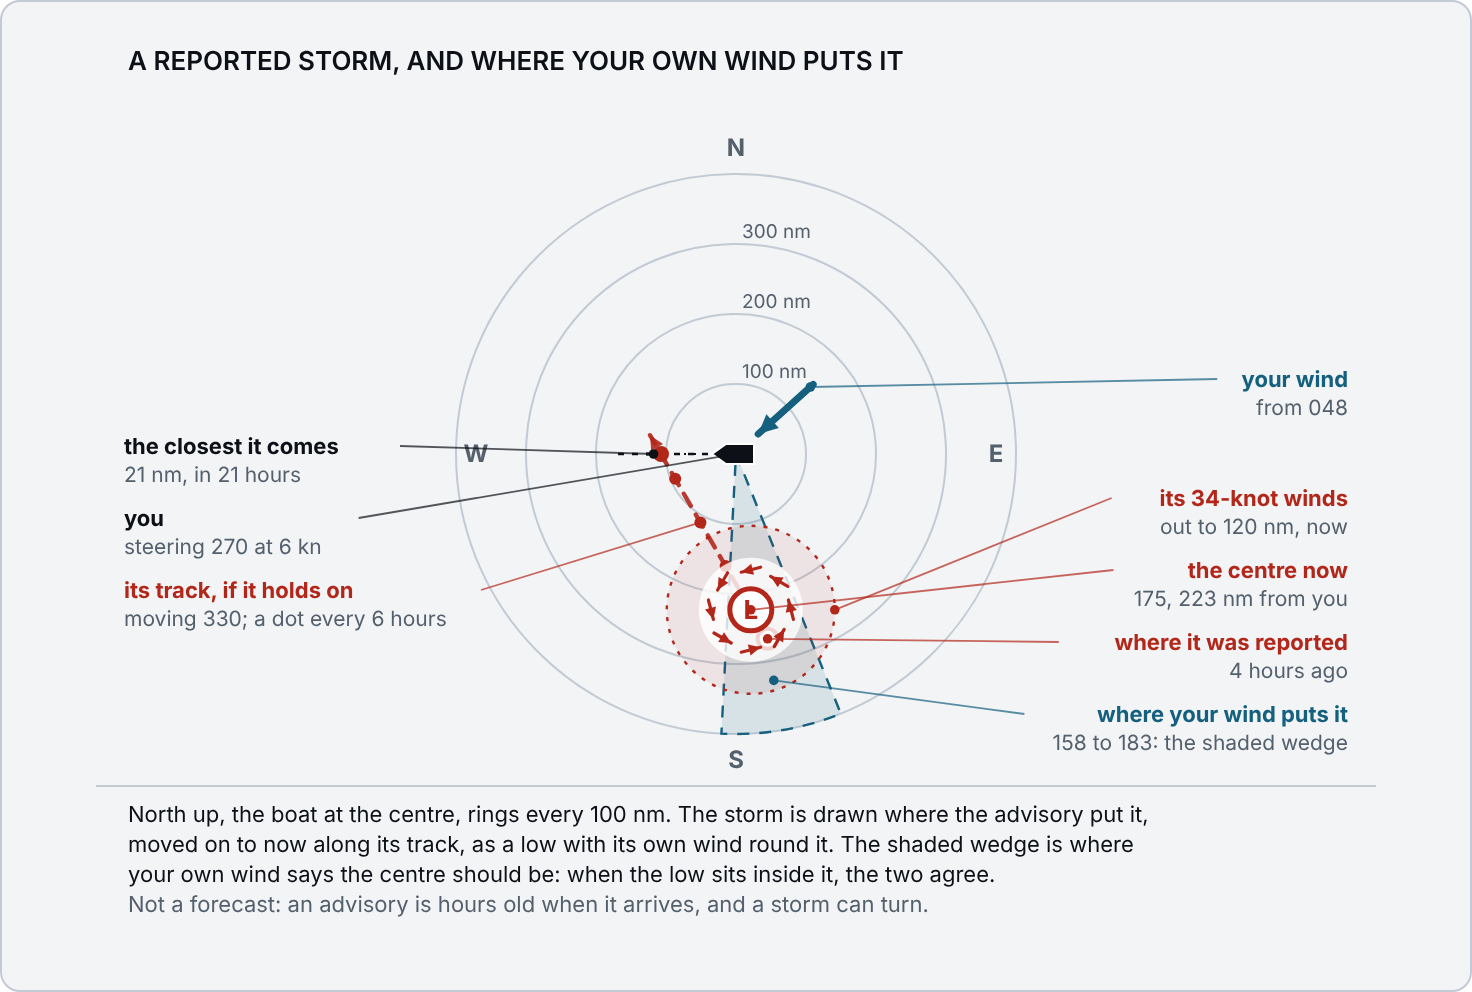 A REPORTED STORM, AND WHERE YOUR OWN WIND PUTS IT
N
300 nm
200 nm
100 nm
your wind
from 048
the closest it comes
21 nm, in 21 hours
W
E
you
steering 270 at 6 kn
its track, if it holds on
moving 330; a dot every 6 hours
its 34-knot winds
out to 120 nm, now
the centre now
175, 223 nm from you
L
where it was reported
4 hours ago
where your wind puts it
158 to 183: the shaded wedge
S
North up, the boat at the centre, rings every 100 nm. The storm is drawn where the advisory put it,
moved on to now along its track, as a low with its own wind round it. The shaded wedge is where
your own wind says the centre should be: when the low sits inside it, the two agree.
Not a forecast: an advisory is hours old when it arrives, and a storm can turn.